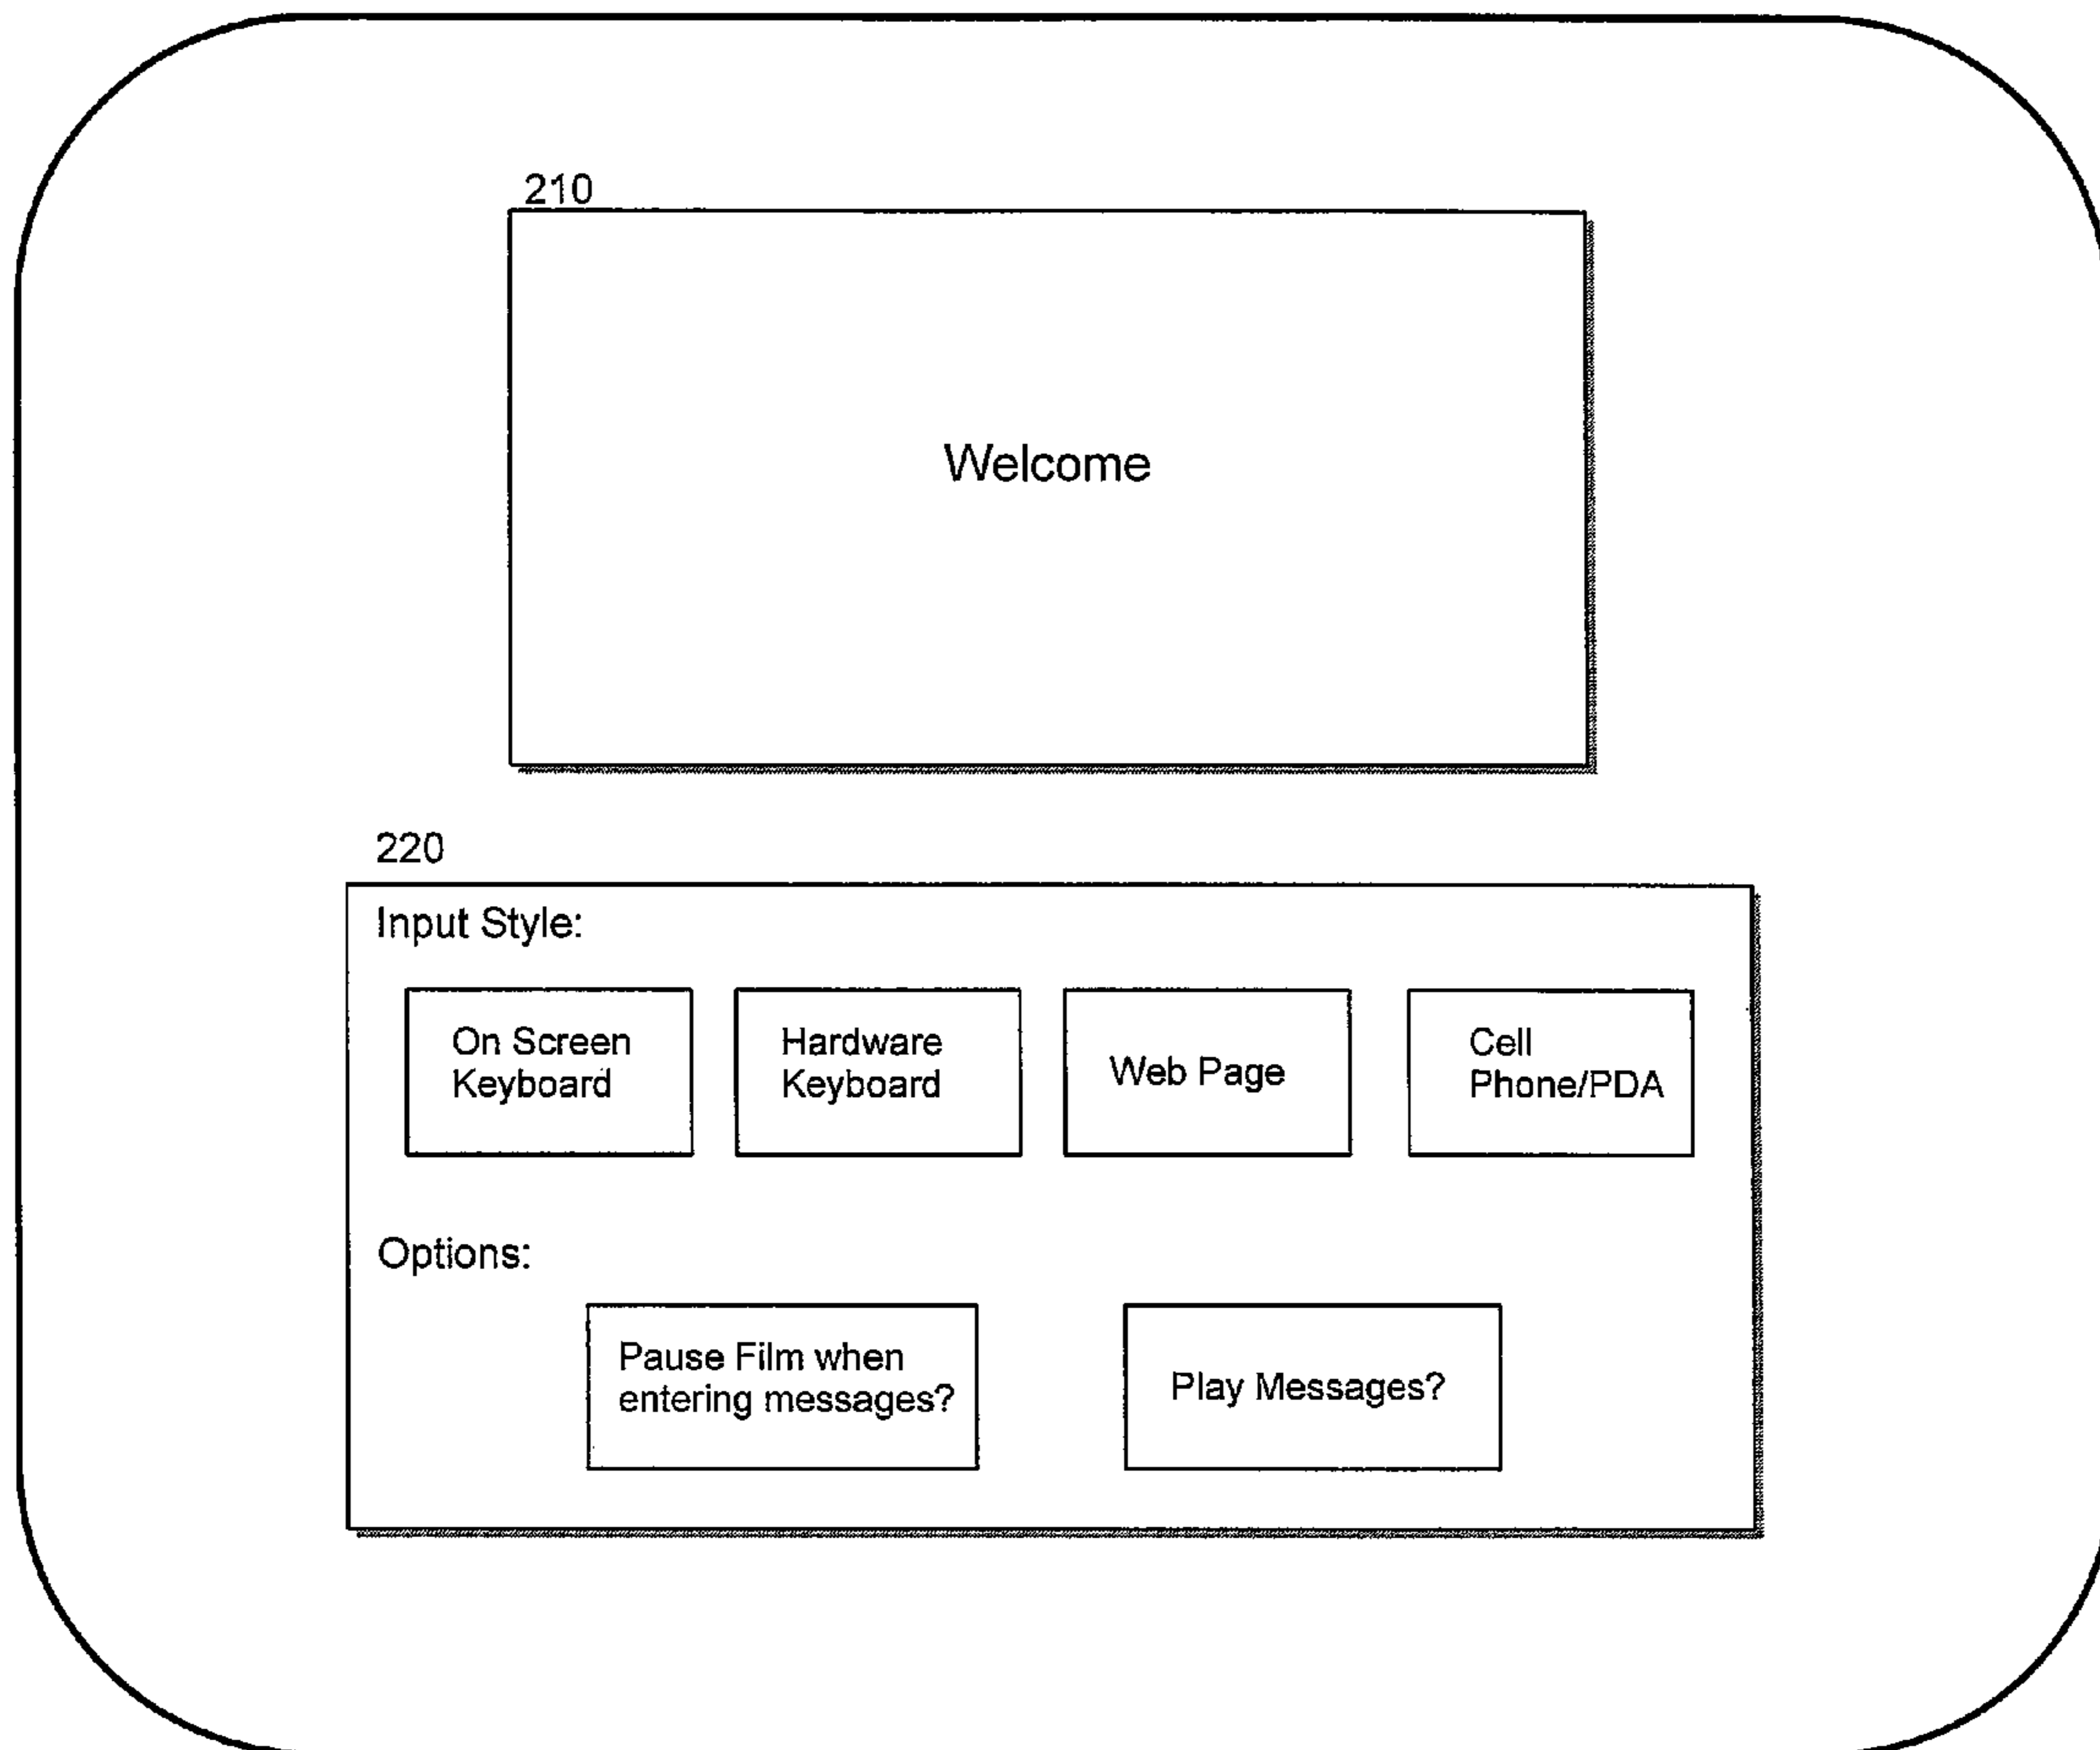 210
Welcome
220
Input Style:
On Screen
Keyboard
Hardware
Keyboard
Web Page
Cell
Phone/PDA
Options:
Pause Film when
entering messages?
Play Messages?